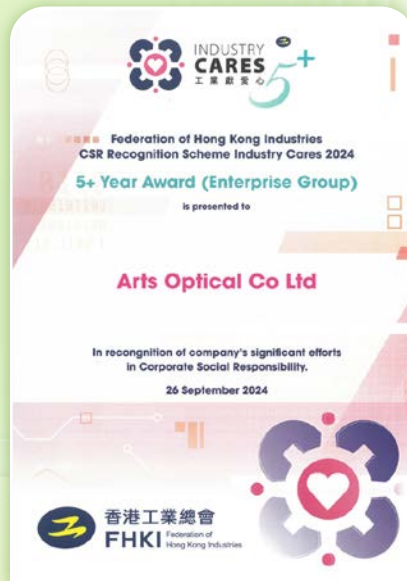 INDUSTRY
CARES 5+
工業獻愛心
Federation of Hong Kong Industries
CSR Recognition Scheme Industry Cares 2024
5+ Year Award (Enterprise Group)
is presented to
Arts Optical Co Ltd
In recongnition of company's significant efforts
in Corporate Social Responsibility.
26 September 2024
香港工業總會
FHKI Federation of
Hong Kong Industries